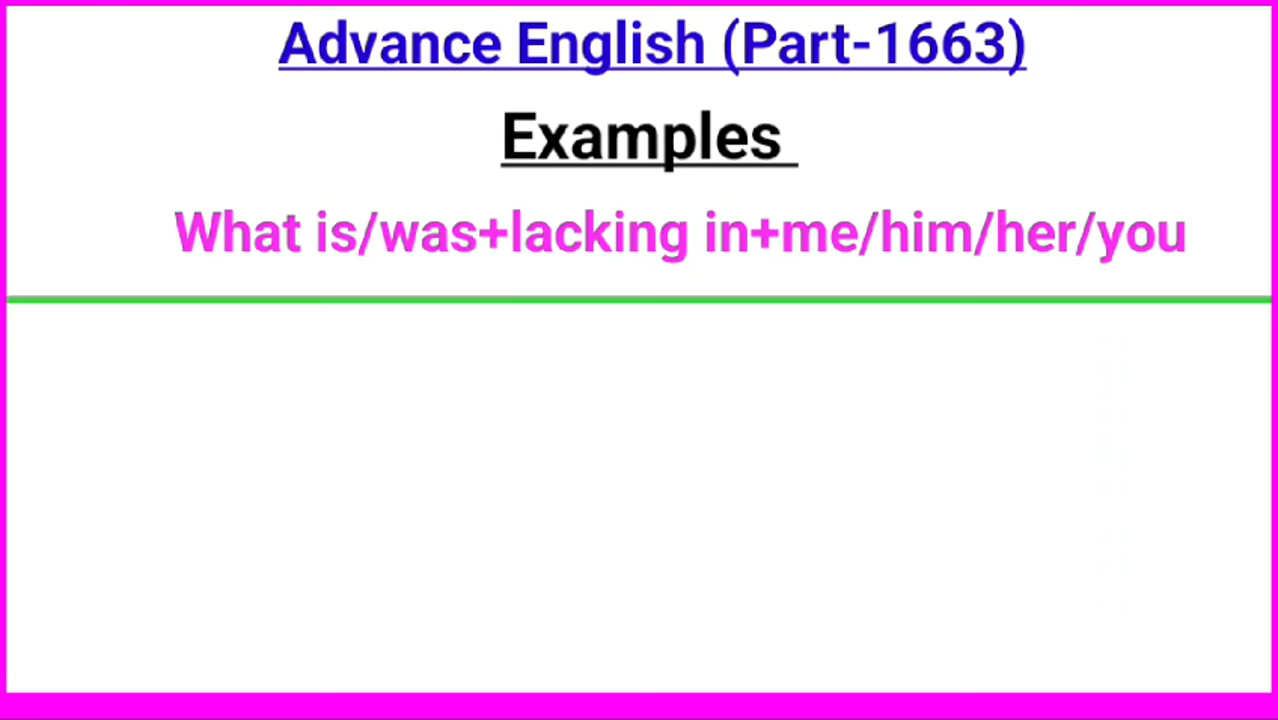 Advance English (Part-1663)
Examples
What is/was+lacking in+me/him/her/you